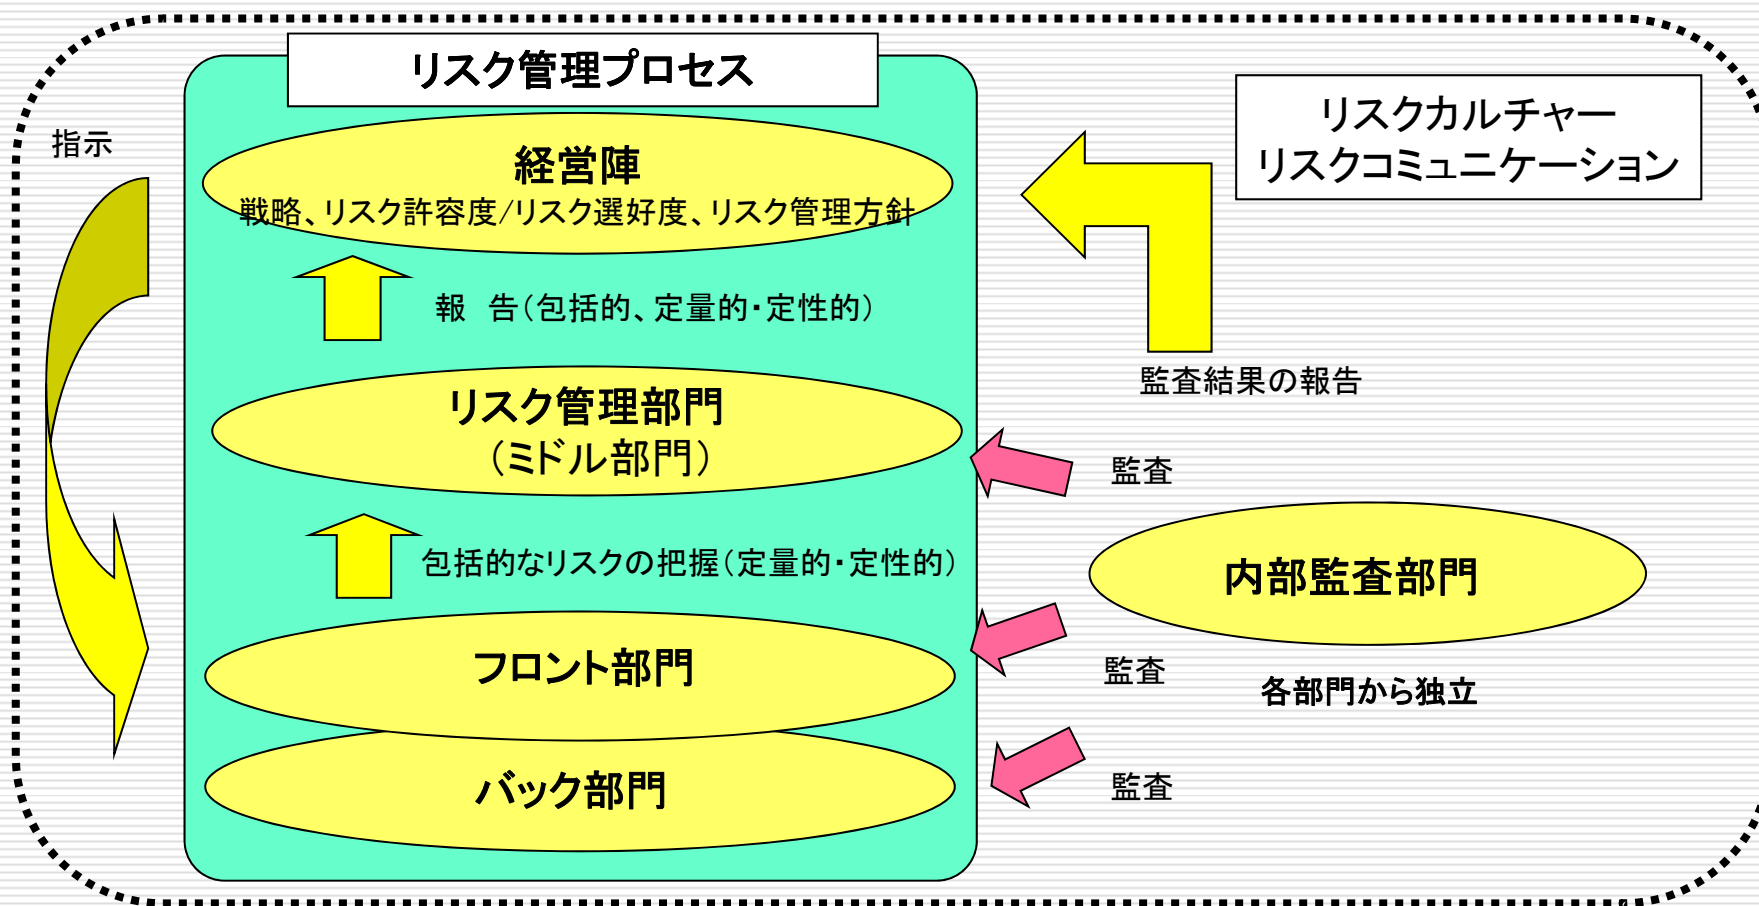 リスク管理プロセス
リスクカルチャー
リスクコミュニケーション
指示
経営陣
戦略、リスク許容度/リスク選好度、リスク管理方針
報　告（包括的、定量的・定性的）
監査結果の報告
リスク管理部門
（ミドル部門）
監査
包括的なリスクの把握（定量的・定性的）
内部監査部門
フロント部門
監査
各部門から独立
バック部門
監査